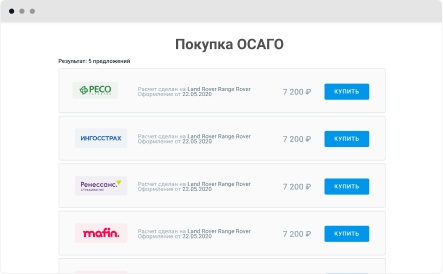 Покупка ОСАГО
Результат: 5 предложений
РЕСО
Расчет сделан на Land Rover Range Rover
Оформление от 22.05.2020
7 200 ₽
КУПИТЬ
ИНГОССТРАХ
Расчет сделан на Land Rover Range Rover
Оформление от 22.05.2020
7 200 ₽
КУПИТЬ
Ренессанс.
Расчет сделан на Land Rover Range Rover
Оформление от 22.05.2020
7 200 ₽
КУПИТЬ
mafin.
Расчет сделан на Land Rover Range Rover
Оформление от 22.05.2020
7 200 ₽
КУПИТЬ